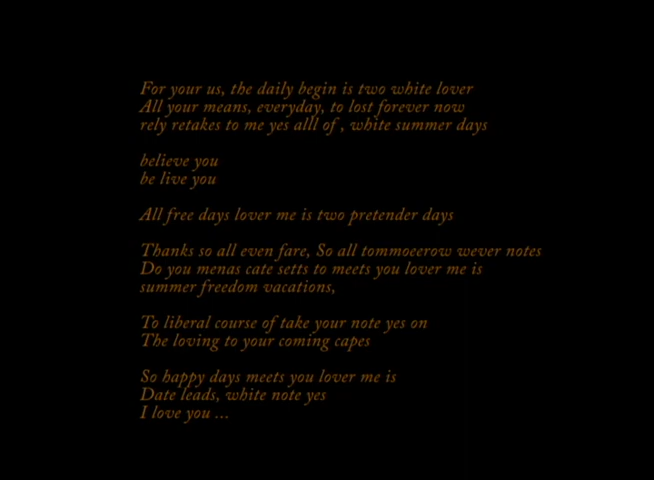 For your us, the daily begin is two white lover
All your means, everyday, to lost forever now
rely retakes to me yes alll of , white summer days
believe you
be live you
All free days lover me is two pretender days
Thanks so all even fare, So all tommoeerow wever notes
Do you menas cate setts to meets you lover me is
summer freedom vacations,
To liberal course of take your note yes on
The loving to your coming capes
So happy days meets you lover me is
Date leads, white note yes
I love you ...